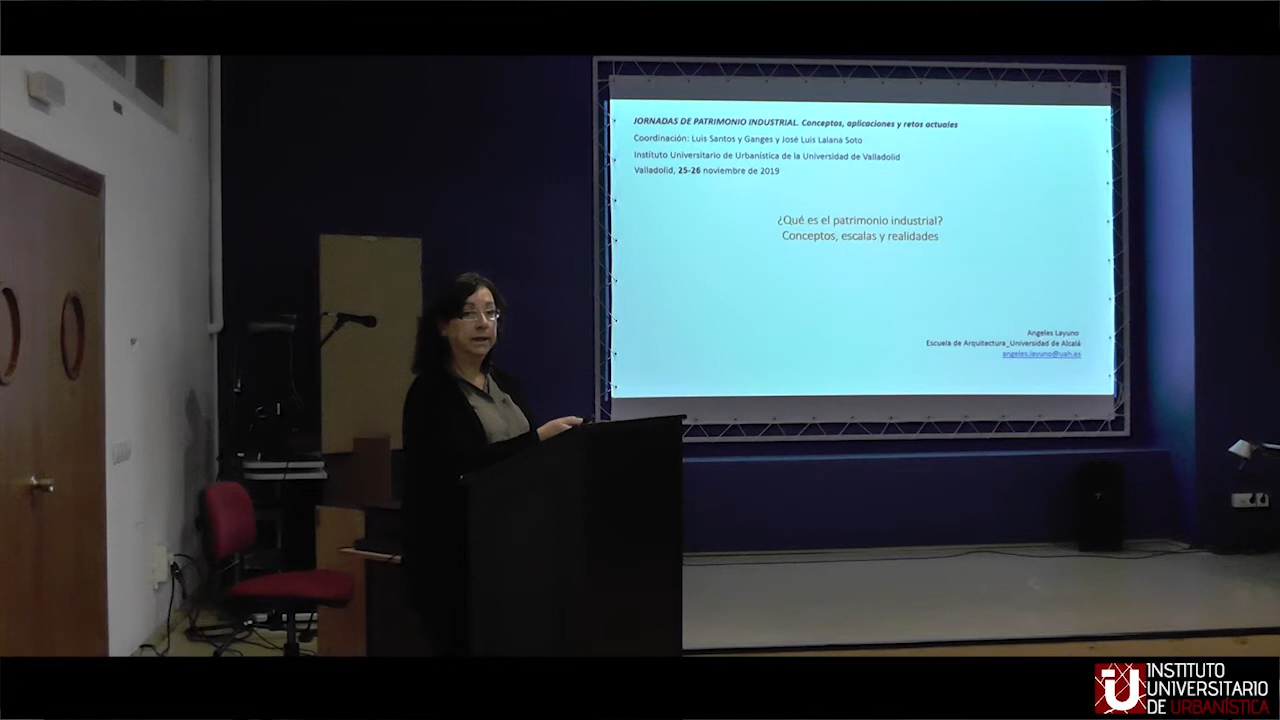 JORNADAS DE PATRIMONIO INDUSTRIAL. Conceptos, aplicaciones y retos actuales
Coordinación: Luis Santos y Ganges y José Luis Lalana Soto
Instituto Universitario de Urbanística de la Universidad de Valladolid
Valladolid, 25-26 noviembre de 2019
¿Qué es el patrimonio industrial?
Conceptos, escalas y realidades
Angeles Layuno
Escuela de Arquitectura_Universidad de Alcalá
angeles.layuno@uah.es
iU INSTITUTO
UNIVERSITARIO
DE URBANÍSTICA